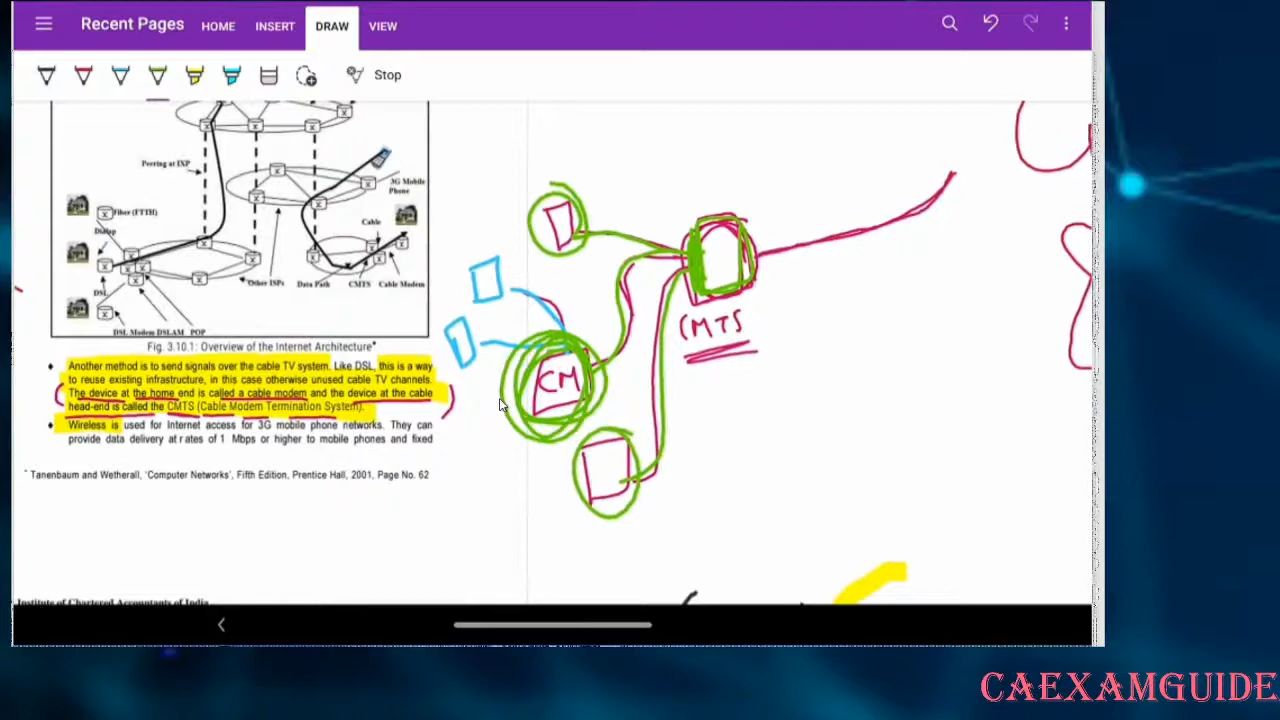 Recent Pages HOME INSERT DRAW VIEW
Stop
Peering at IXP
3G Mobile
Phone
Fiber (FTTH)
Dialup
Cable
DSL
Other ISPs Data Path CMTS Cable Modem
DSL Modem DSLAM POP
Fig. 3.10.1: Overview of the Internet Architecture*
♦ Another method is to send signals over the cable TV system. Like DSL, this is a way
to reuse existing infrastructure, in this case otherwise unused cable TV channels.
The device at the home end is called a cable modem and the device at the cable
head-end is called the CMTS (Cable Modem Termination System).
♦ Wireless is used for Internet access for 3G mobile phone networks. They can
provide data delivery at rates of 1 Mbps or higher to mobile phones and fixed
* Tanenbaum and Wetherall, 'Computer Networks', Fifth Edition, Prentice Hall, 2001, Page No. 62
Institute of Chartered Accountants of India
CMTS
CM
CAEXAMGUIDE